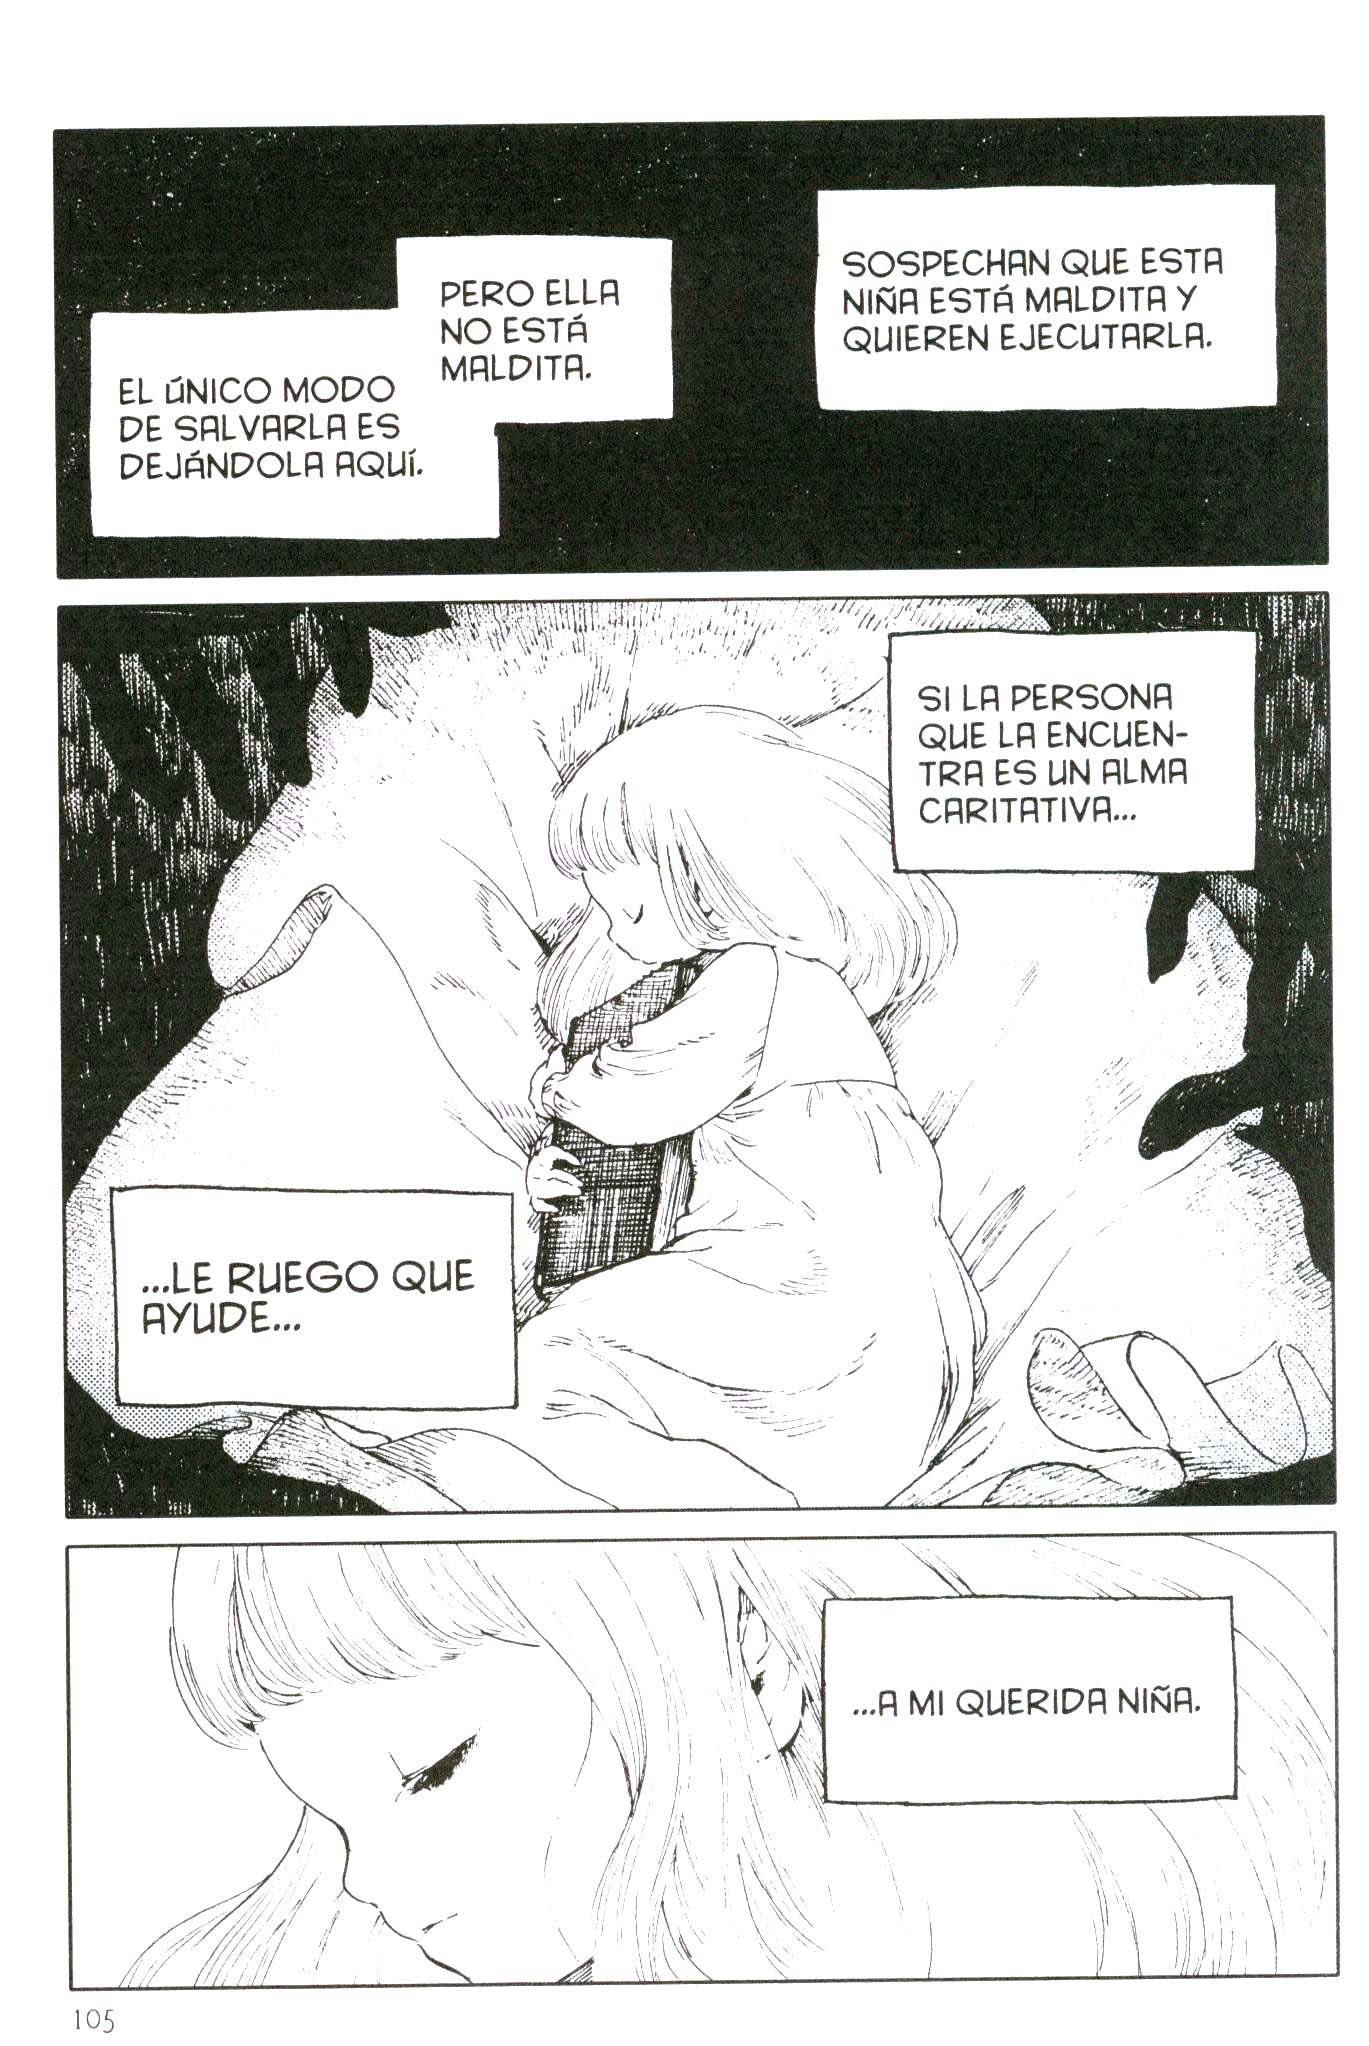 SOSPECHAN QUE ESTA
NIÑA ESTÁ MALDITA Y
QUIEREN EJECUTARLA.
PERO ELLA
NO ESTÁ
MALDITA.
EL ÚNICO MODO
DE SALVARLA ES
DEJÁNDOLA AQUÍ.
SI LA PERSONA
QUE LA ENCUEN-
TRA ES UN ALMA
CARITATIVA...
...LE RUEGO QUE
AYUDE...
...A MI QUERIDA NIÑA.
105